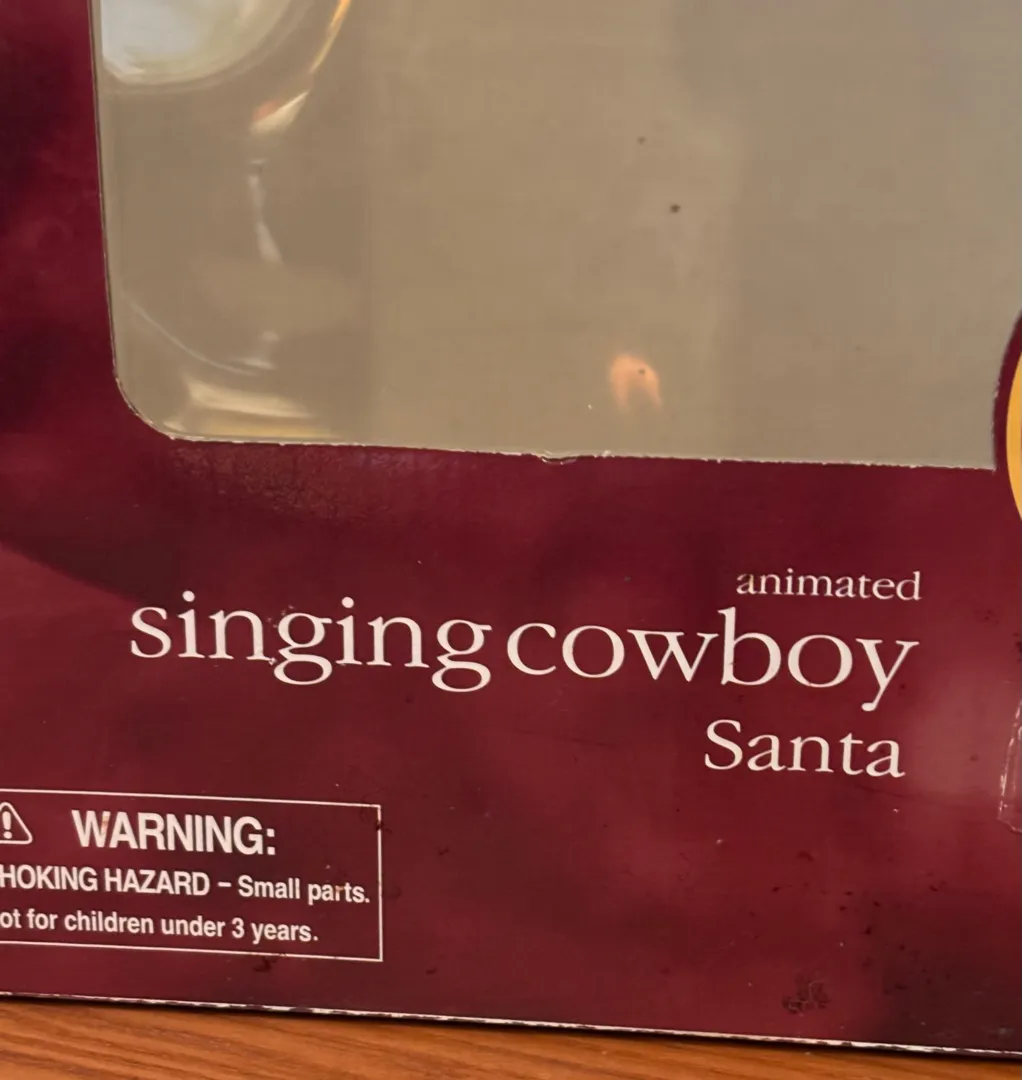 animated
singing cowboy
Santa
WARNING:
HOKING HAZARD – Small parts.
ot for children under 3 years.